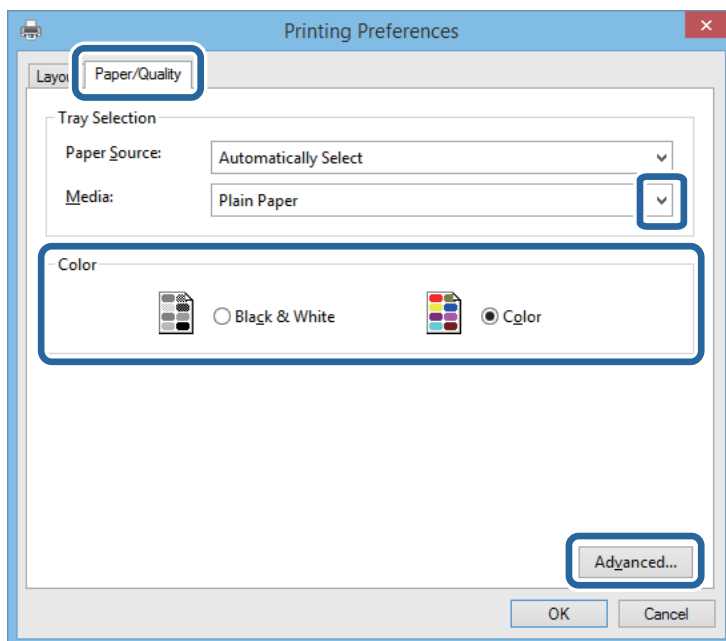 Printing Preferences
Layou
Paper/Quality
Tray Selection
Paper Source:
Automatically Select
Media:
Plain Paper
Color
Black & White
Color
Advanced...
OK
Cancel